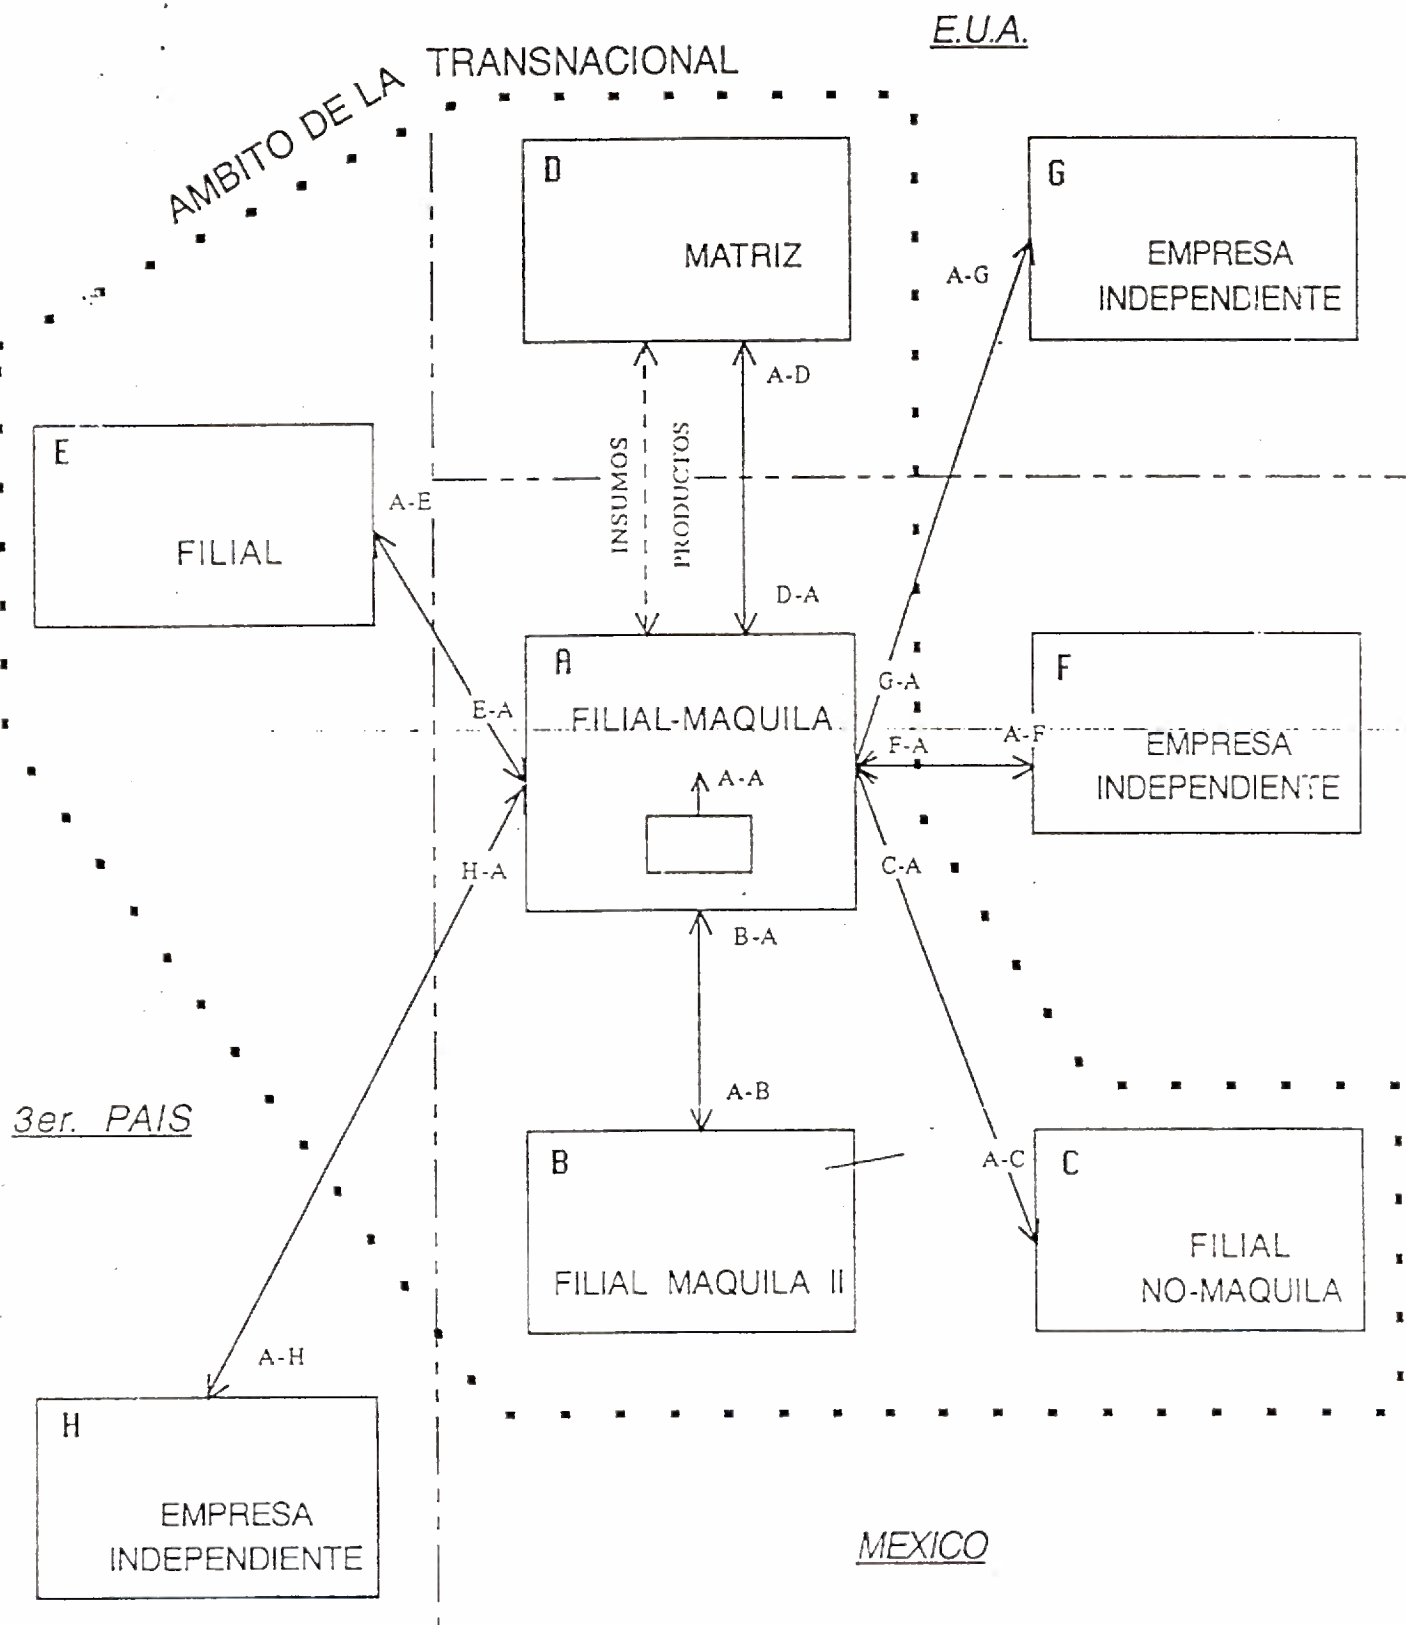 E.U.A.
AMBITO DE LA TRANSNACIONAL
D
MATRIZ
G
EMPRESA
INDEPENDIENTE
A-G
A-D
E
FILIAL
A-E
INSUMOS
PRODUCTOS
D-A
A
FILIAL-MAQUILA
A-A
E-A
G-A
F-A
A-F
F
EMPRESA
INDEPENDIENTE
H-A
C-A
B-A
A-B
3er. PAIS
B
FILIAL MAQUILA II
A-C
C
FILIAL
NO-MAQUILA
A-H
H
EMPRESA
INDEPENDIENTE
MEXICO